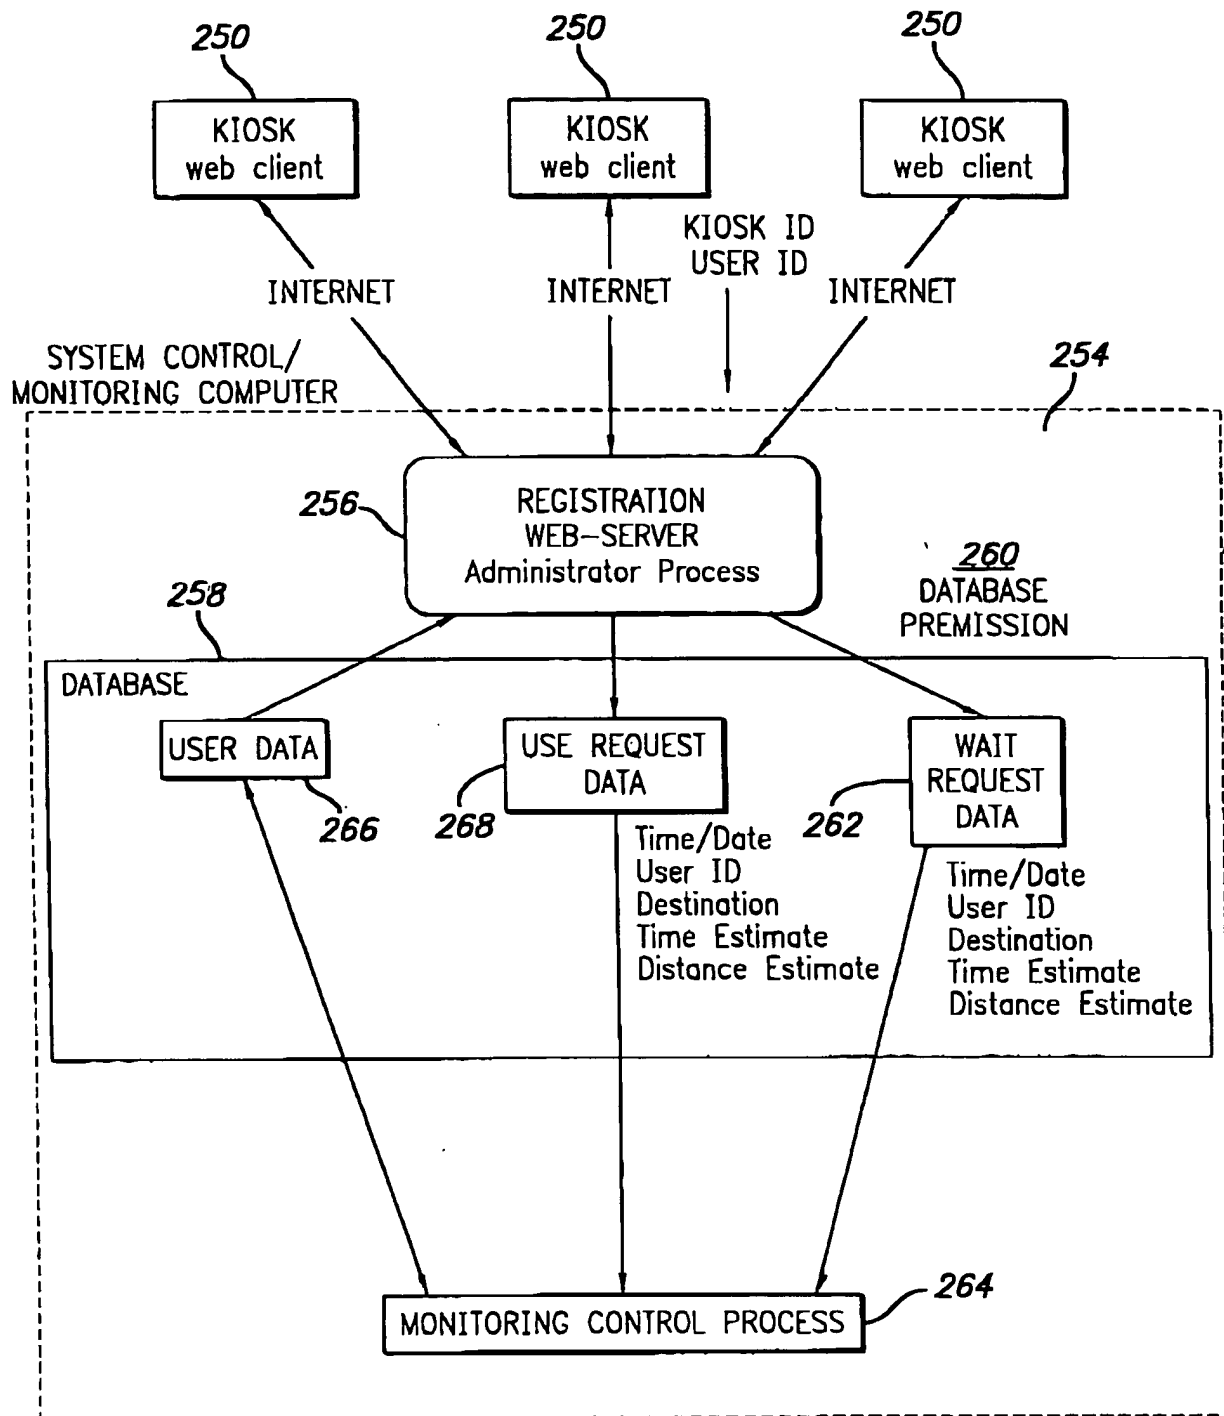 250
250
250
KIOSK
web client
KIOSK
web client
KIOSK
web client
KIOSK ID
USER ID
INTERNET
INTERNET
INTERNET
SYSTEM CONTROL/
MONITORING COMPUTER
254
256
REGISTRATION
WEB-SERVER
Administrator Process
260
DATABASE
PREMISSION
258
DATABASE
USER DATA
266
USE REQUEST
DATA
268
Time/Date
User ID
Destination
Time Estimate
Distance Estimate
WAIT
REQUEST
DATA
262
Time/Date
User ID
Destination
Time Estimate
Distance Estimate
264
MONITORING CONTROL PROCESS